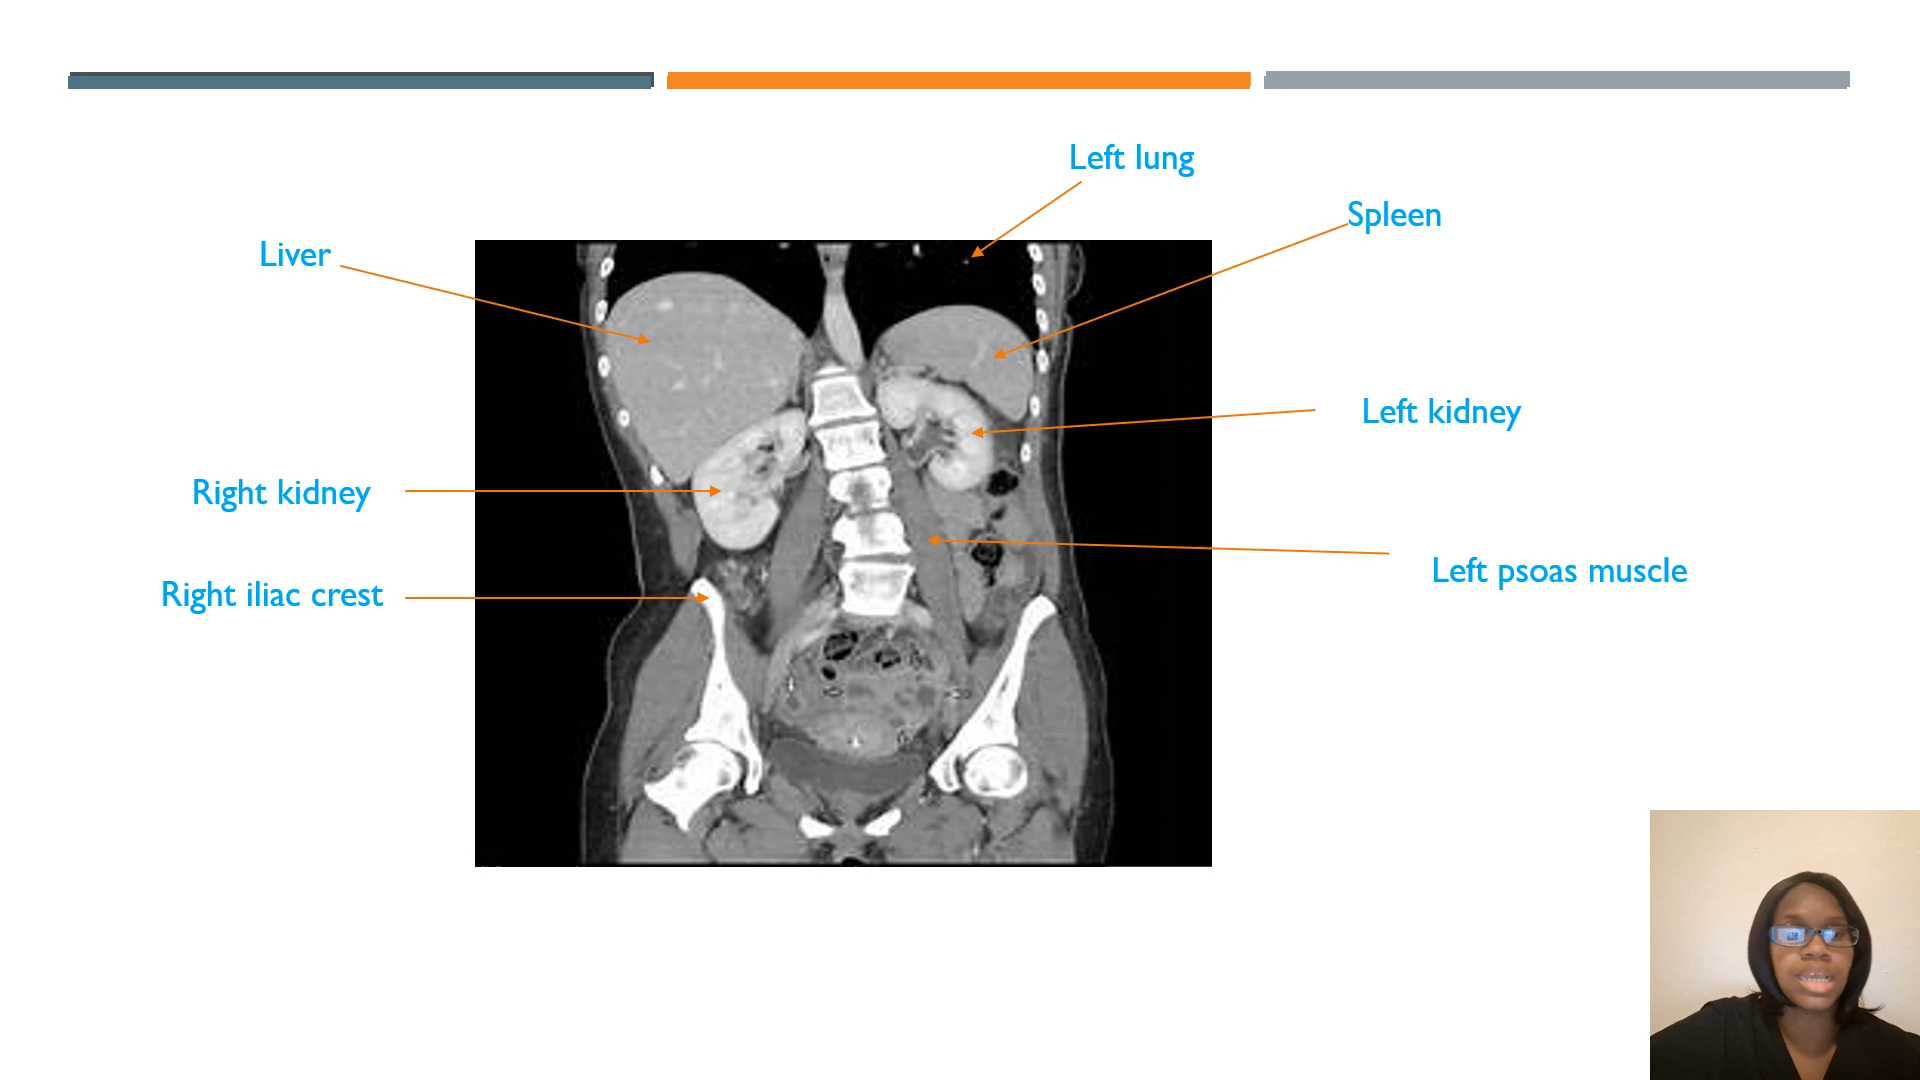 Left lung
Spleen
Liver
Left kidney
Right kidney
Left psoas muscle
Right iliac crest